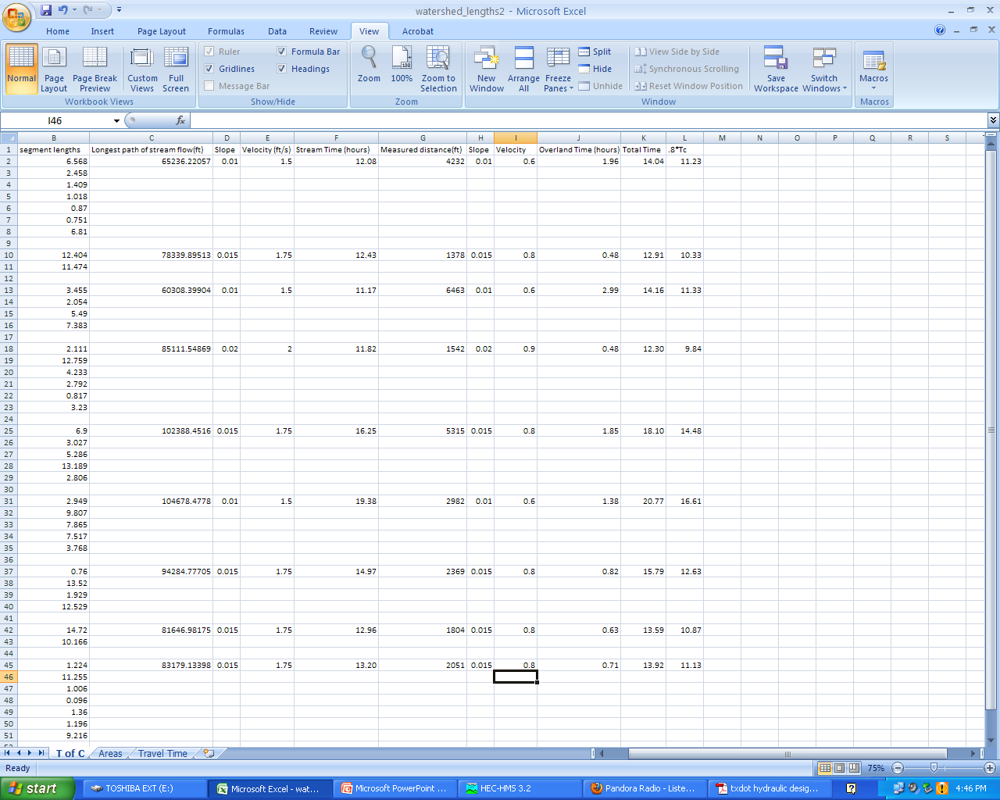 watershed_lengths2 - Microsoft Excel
Home Insert Page Layout Formulas Data Review View Acrobat
Ruler Formula Bar Split View Side by Side
Gridlines Headings Hide Synchronous Scrolling
Message Bar Unhide Reset Window Position
Normal Page Layout Page Break Preview Custom Views Full Screen Zoom 100% Zoom to Selection New Window Arrange All Freeze Panes Save Workspace Switch Windows Macros
Workbook Views Show/Hide Zoom Window Macros
I46 fx
B C D E F G H I J K L M N O P Q R S
1 segment lengths Longest path of stream flow(ft) Slope Velocity (ft/s) Stream Time (hours) Measured distance(ft) Slope Velocity Overland Time (hours) Total Time .8*Tc
2 6.568 65236.22057 0.01 1.5 12.08 4232 0.01 0.6 1.96 14.04 11.23
3 2.458
4 1.409
5 1.018
6 0.87
7 0.751
8 6.81
9
10 12.404 78339.89513 0.015 1.75 12.43 1378 0.015 0.8 0.48 12.91 10.33
11 11.474
12
13 3.455 60308.39904 0.01 1.5 11.17 6463 0.01 0.6 2.99 14.16 11.33
14 2.054
15 5.49
16 7.383
17
18 2.111 85111.54869 0.02 2 11.82 1542 0.02 0.9 0.48 12.30 9.84
19 12.759
20 4.233
21 2.792
22 0.817
23 3.23
24
25 6.9 102388.4516 0.015 1.75 16.25 5315 0.015 0.8 1.85 18.10 14.48
26 3.027
27 5.286
28 13.189
29 2.806
30
31 2.949 104678.4778 0.01 1.5 19.38 2982 0.01 0.6 1.38 20.77 16.61
32 9.807
33 7.865
34 7.517
35 3.768
36
37 0.76 94284.77705 0.015 1.75 14.97 2369 0.015 0.8 0.82 15.79 12.63
38 13.52
39 1.929
40 12.529
41
42 14.72 81646.98175 0.015 1.75 12.96 1804 0.015 0.8 0.63 13.59 10.87
43 10.166
44
45 1.224 83179.13398 0.015 1.75 13.20 2051 0.015 0.8 0.71 13.92 11.13
46 11.255
47 1.006
48 0.096
49 1.36
50 1.196
51 9.216
T of C Areas Travel Time
Ready 75%
start TOSHIBA EXT (E:) Microsoft Excel - wat... Microsoft PowerPoint ... HEC-HMS 3.2 Pandora Radio - Liste... txdot hydraulic desig... 4:46 PM